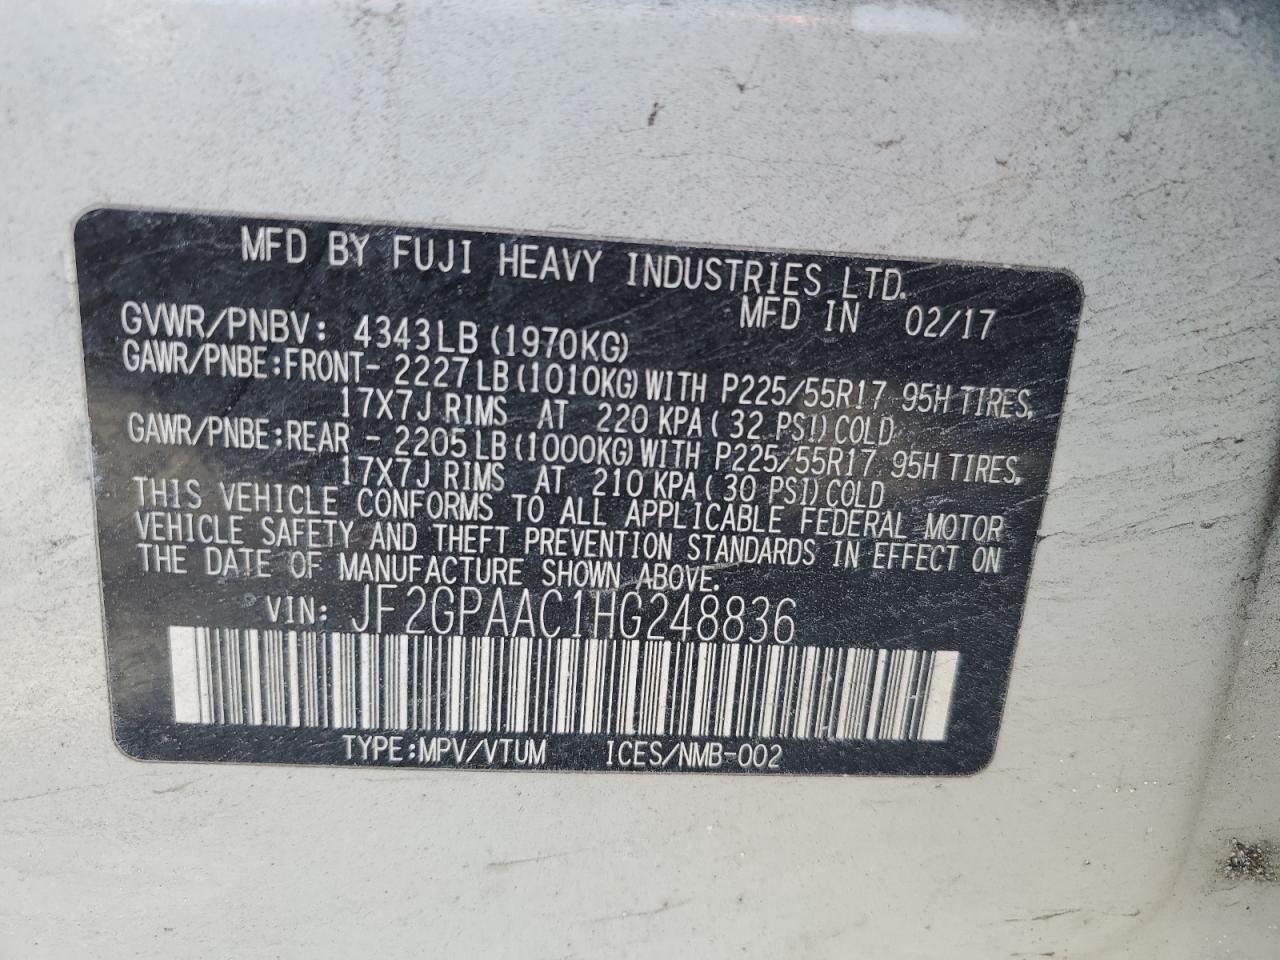 MFD BY FUJI HEAVY INDUSTRIES LTD.
MFD IN 02/17
GVWR/PNBV: 4343LB (1970KG)
GAWR/PNBE:FRONT- 2227LB(1010KG)WITH P225/55R17 95H TIRES,
17X7J RIMS AT 220 KPA(32 PSI)COLD
GAWR/PNBE:REAR - 2205LB(1000KG)WITH P225/55R17 95H TIRES,
17X7J RIMS AT 210 KPA(30 PSI)COLD
THIS VEHICLE CONFORMS TO ALL APPLICABLE FEDERAL MOTOR
VEHICLE SAFETY AND THEFT PREVENTION STANDARDS IN EFFECT ON
THE DATE OF MANUFACTURE SHOWN ABOVE.
VIN: JF2GPAAC1HG248836
TYPE:MPV/VTUM ICES/NMB-002